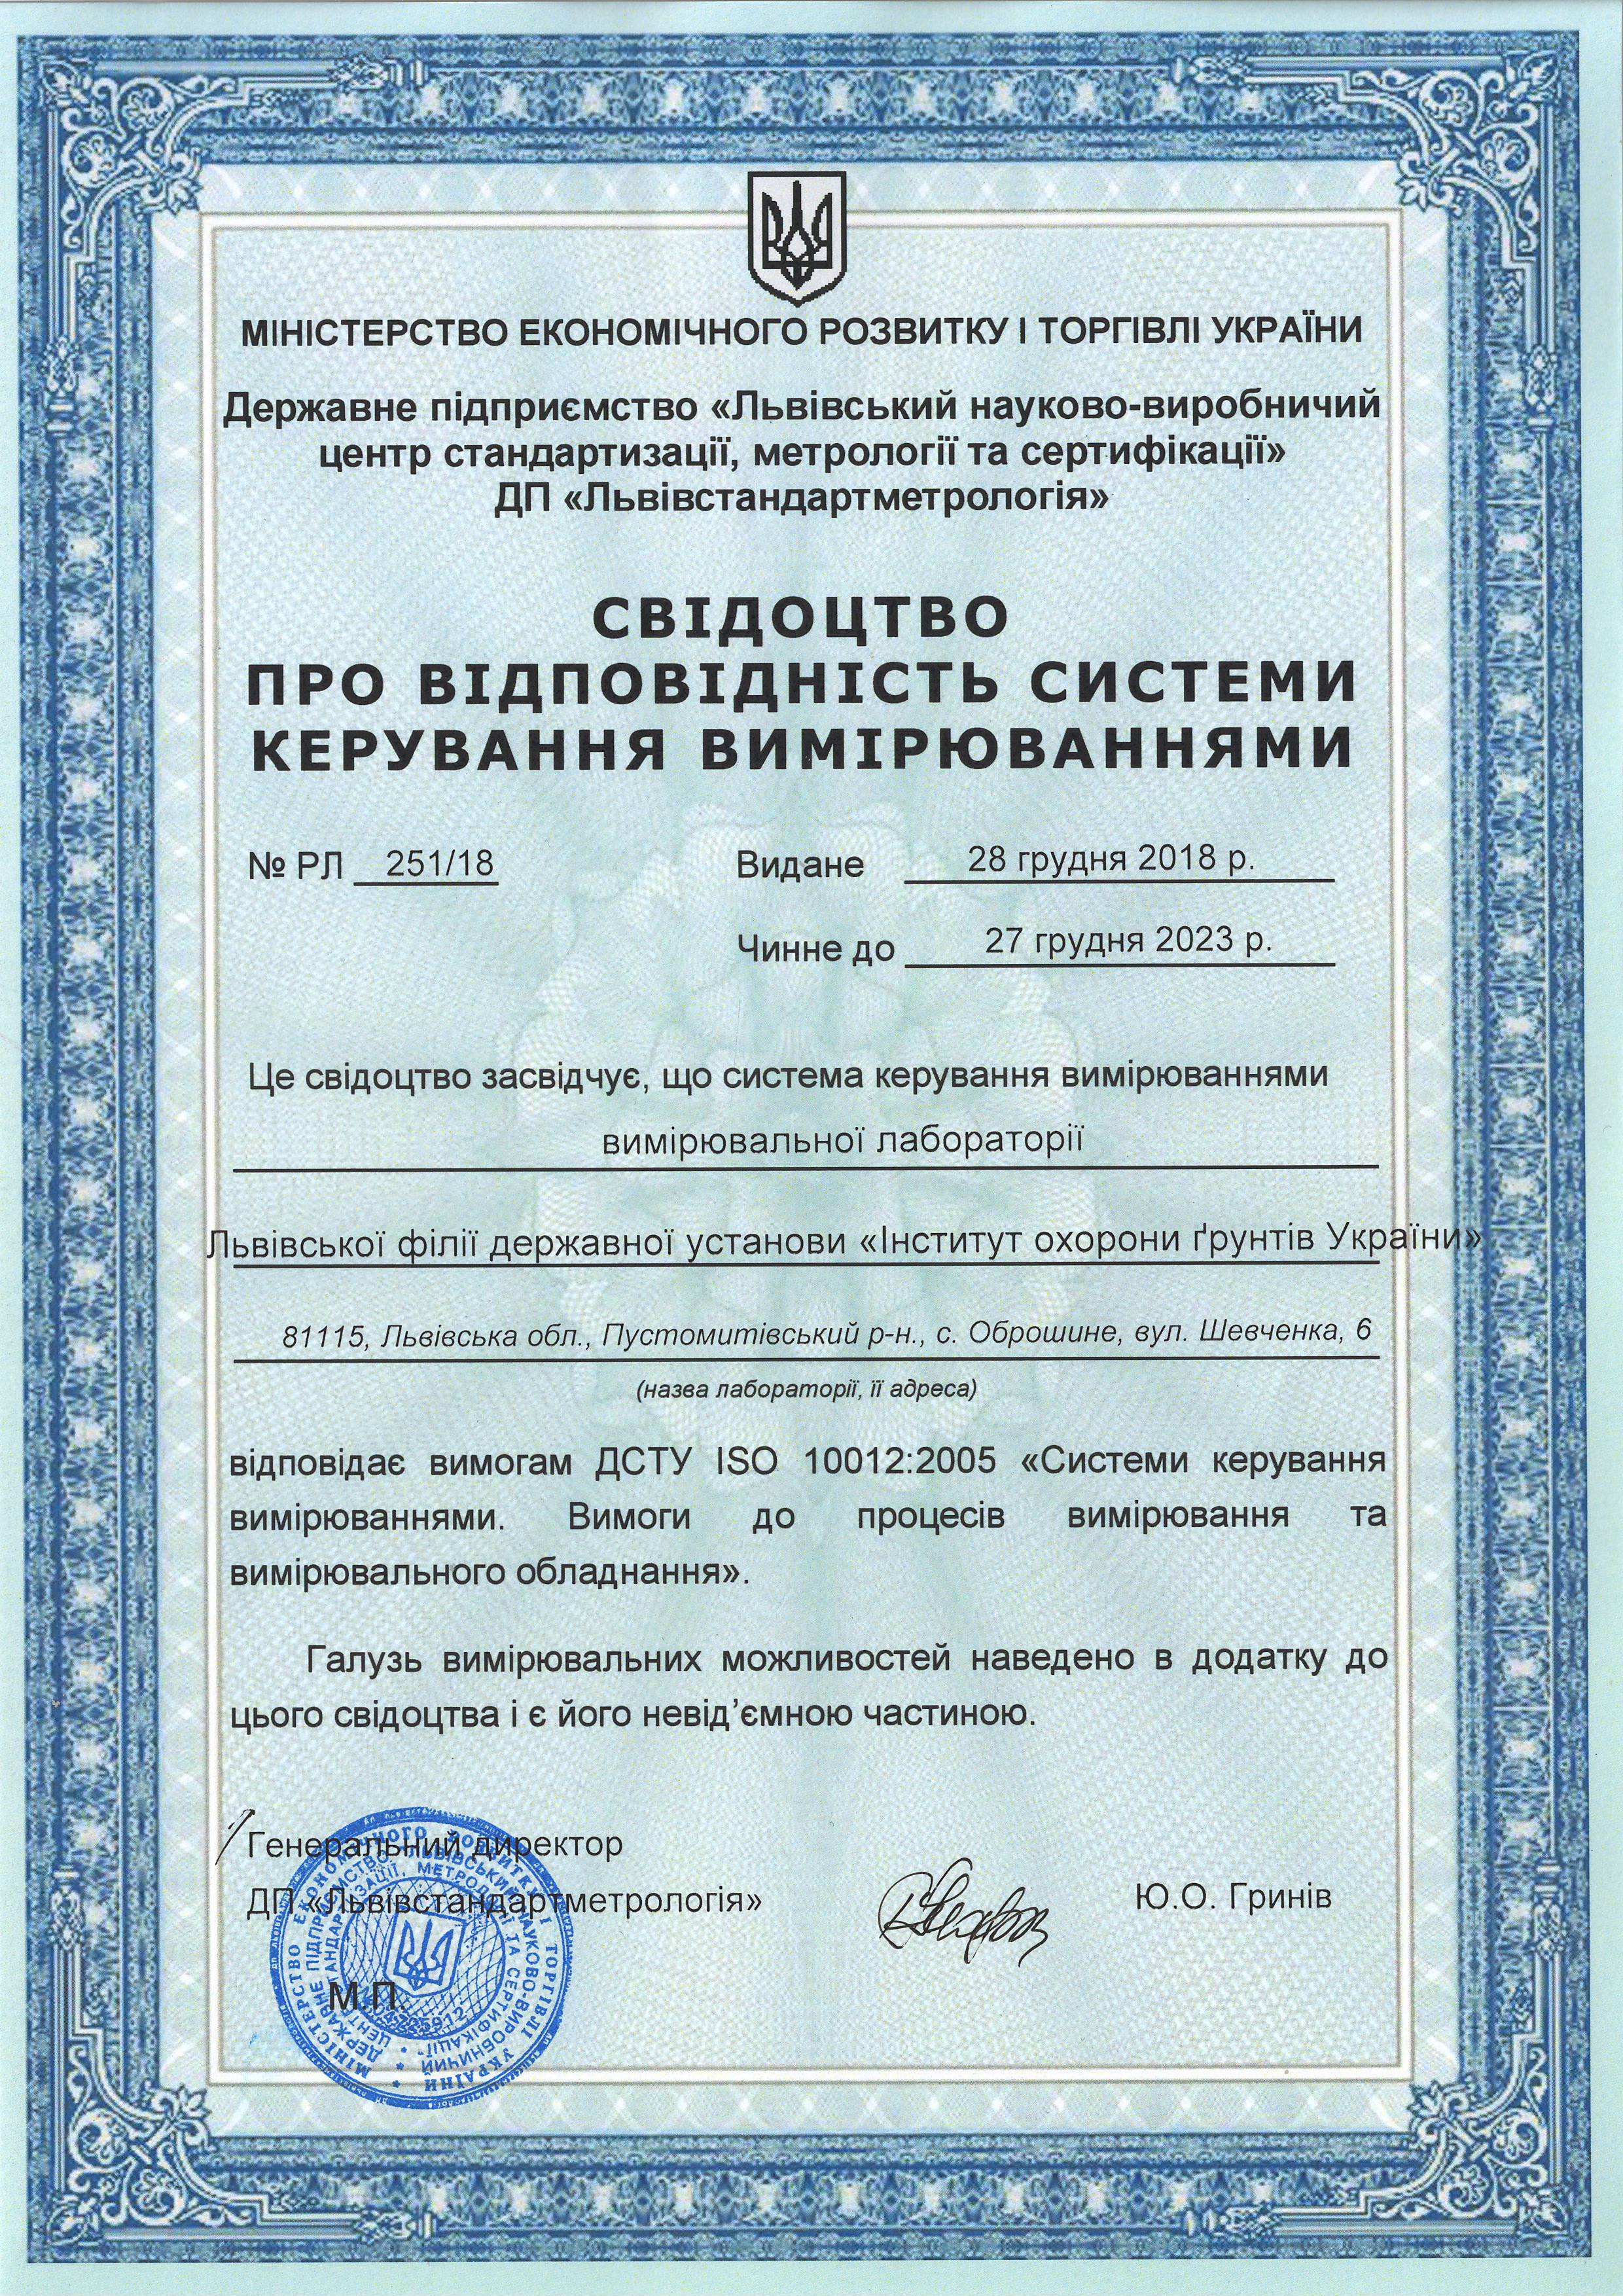 МІНІСТЕРСТВО ЕКОНОМІЧНОГО РОЗВИТКУ І ТОРГІВЛІ УКРАЇНИ
Державне підприємство «Львівський науково-виробничий
центр стандартизації, метрології та сертифікації»
ДП «Львівстандартметрологія»
СВІДОЦТВО
ПРО ВІДПОВІДНІСТЬ СИСТЕМИ
КЕРУВАННЯ ВИМІРЮВАННЯМИ
№ РЛ 251/18 Видане 28 грудня 2018 р.
Чинне до 27 грудня 2023 р.
Це свідоцтво засвідчує, що система керування вимірюваннями
вимірювальної лабораторії
Львівської філії державної установи «Інститут охорони ґрунтів України»
81115, Львівська обл., Пустомитівський р-н., с. Оброшине, вул. Шевченка, 6
(назва лабораторії, її адреса)
відповідає вимогам ДСТУ ISO 10012:2005 «Системи керування
вимірюваннями. Вимоги до процесів вимірювання та
вимірювального обладнання».
Галузь вимірювальних можливостей наведено в додатку до
цього свідоцтва і є його невід’ємною частиною.
Генеральний директор
ДП «Львівстандартметрологія» Ю.О. Гринів
М.П.
МІНІСТЕРСТВО ЕКОНОМІЧНОГО РОЗВИТКУ І ТОРГІВЛІ УКРАЇНИ
ДЕРЖАВНЕ ПІДПРИЄМСТВО "ЛЬВІВСЬКИЙ НАУКОВО-ВИРОБНИЧИЙ
ЦЕНТР СТАНДАРТИЗАЦІЇ, МЕТРОЛОГІЇ ТА СЕРТИФІКАЦІЇ"
04725912